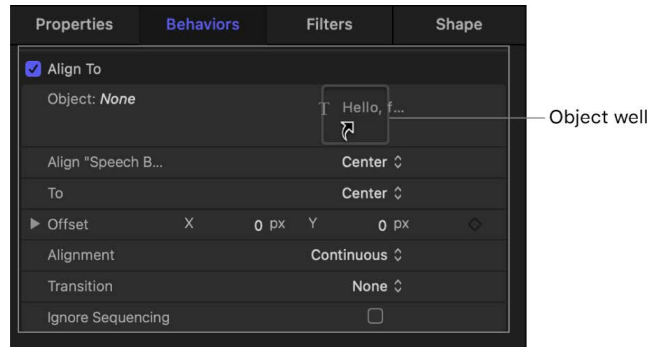 Properties Behaviors Filters Shape
Align To
Object: None T Hello, f...
Object well
Align "Speech B... Center
To Center
Offset X 0 px Y 0 px
Alignment Continuous
Transition None
Ignore Sequencing